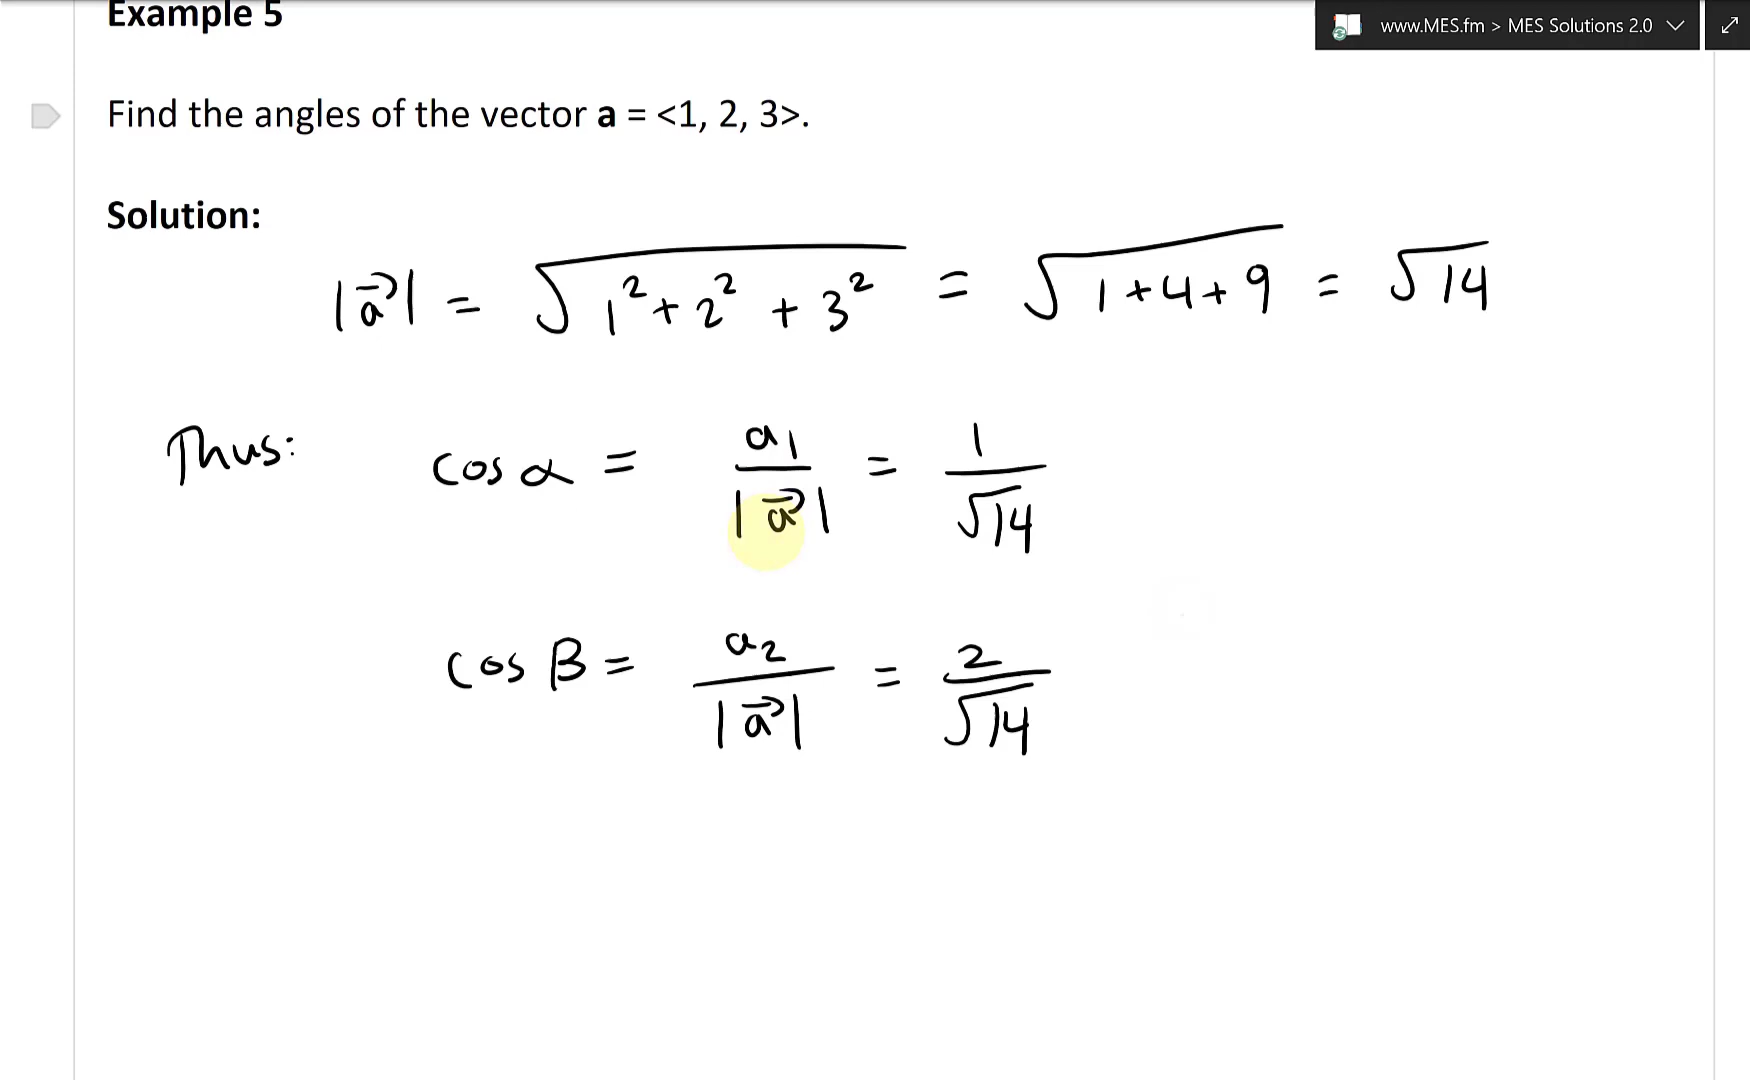 Example 5
www.MES.fm > MES Solutions 2.0
Find the angles of the vector a = <1, 2, 3>.
Solution:
|a⃗| = √(1² + 2² + 3²) = √(1+4+9) = √14
Thus: cos α = a₁/|a⃗| = 1/√14
cos β = a₂/|a⃗| = 2/√14